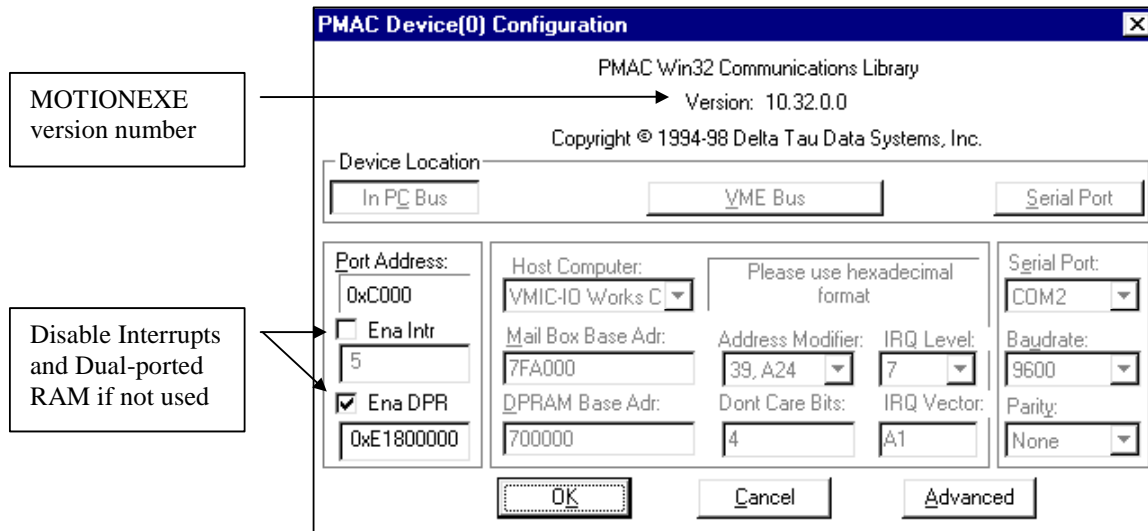 PMAC Device(0) Configuration
PMAC Win32 Communications Library
MOTIONEXE
version number
Version: 10.32.0.0
Copyright © 1994-98 Delta Tau Data Systems, Inc.
Device Location
In PC Bus
VME Bus
Serial Port
Port Address:
0xC000
Ena Intr
5
Ena DPR
0xE1800000
Disable Interrupts
and Dual-ported
RAM if not used
Host Computer:
VMIC-IO Works C
Please use hexadecimal
format
Mail Box Base Adr:
7FA000
Address Modifier:
39, A24
IRQ Level:
7
DPRAM Base Adr:
700000
Dont Care Bits:
4
IRQ Vector:
A1
Serial Port:
COM2
Baudrate:
9600
Parity:
None
OK
Cancel
Advanced